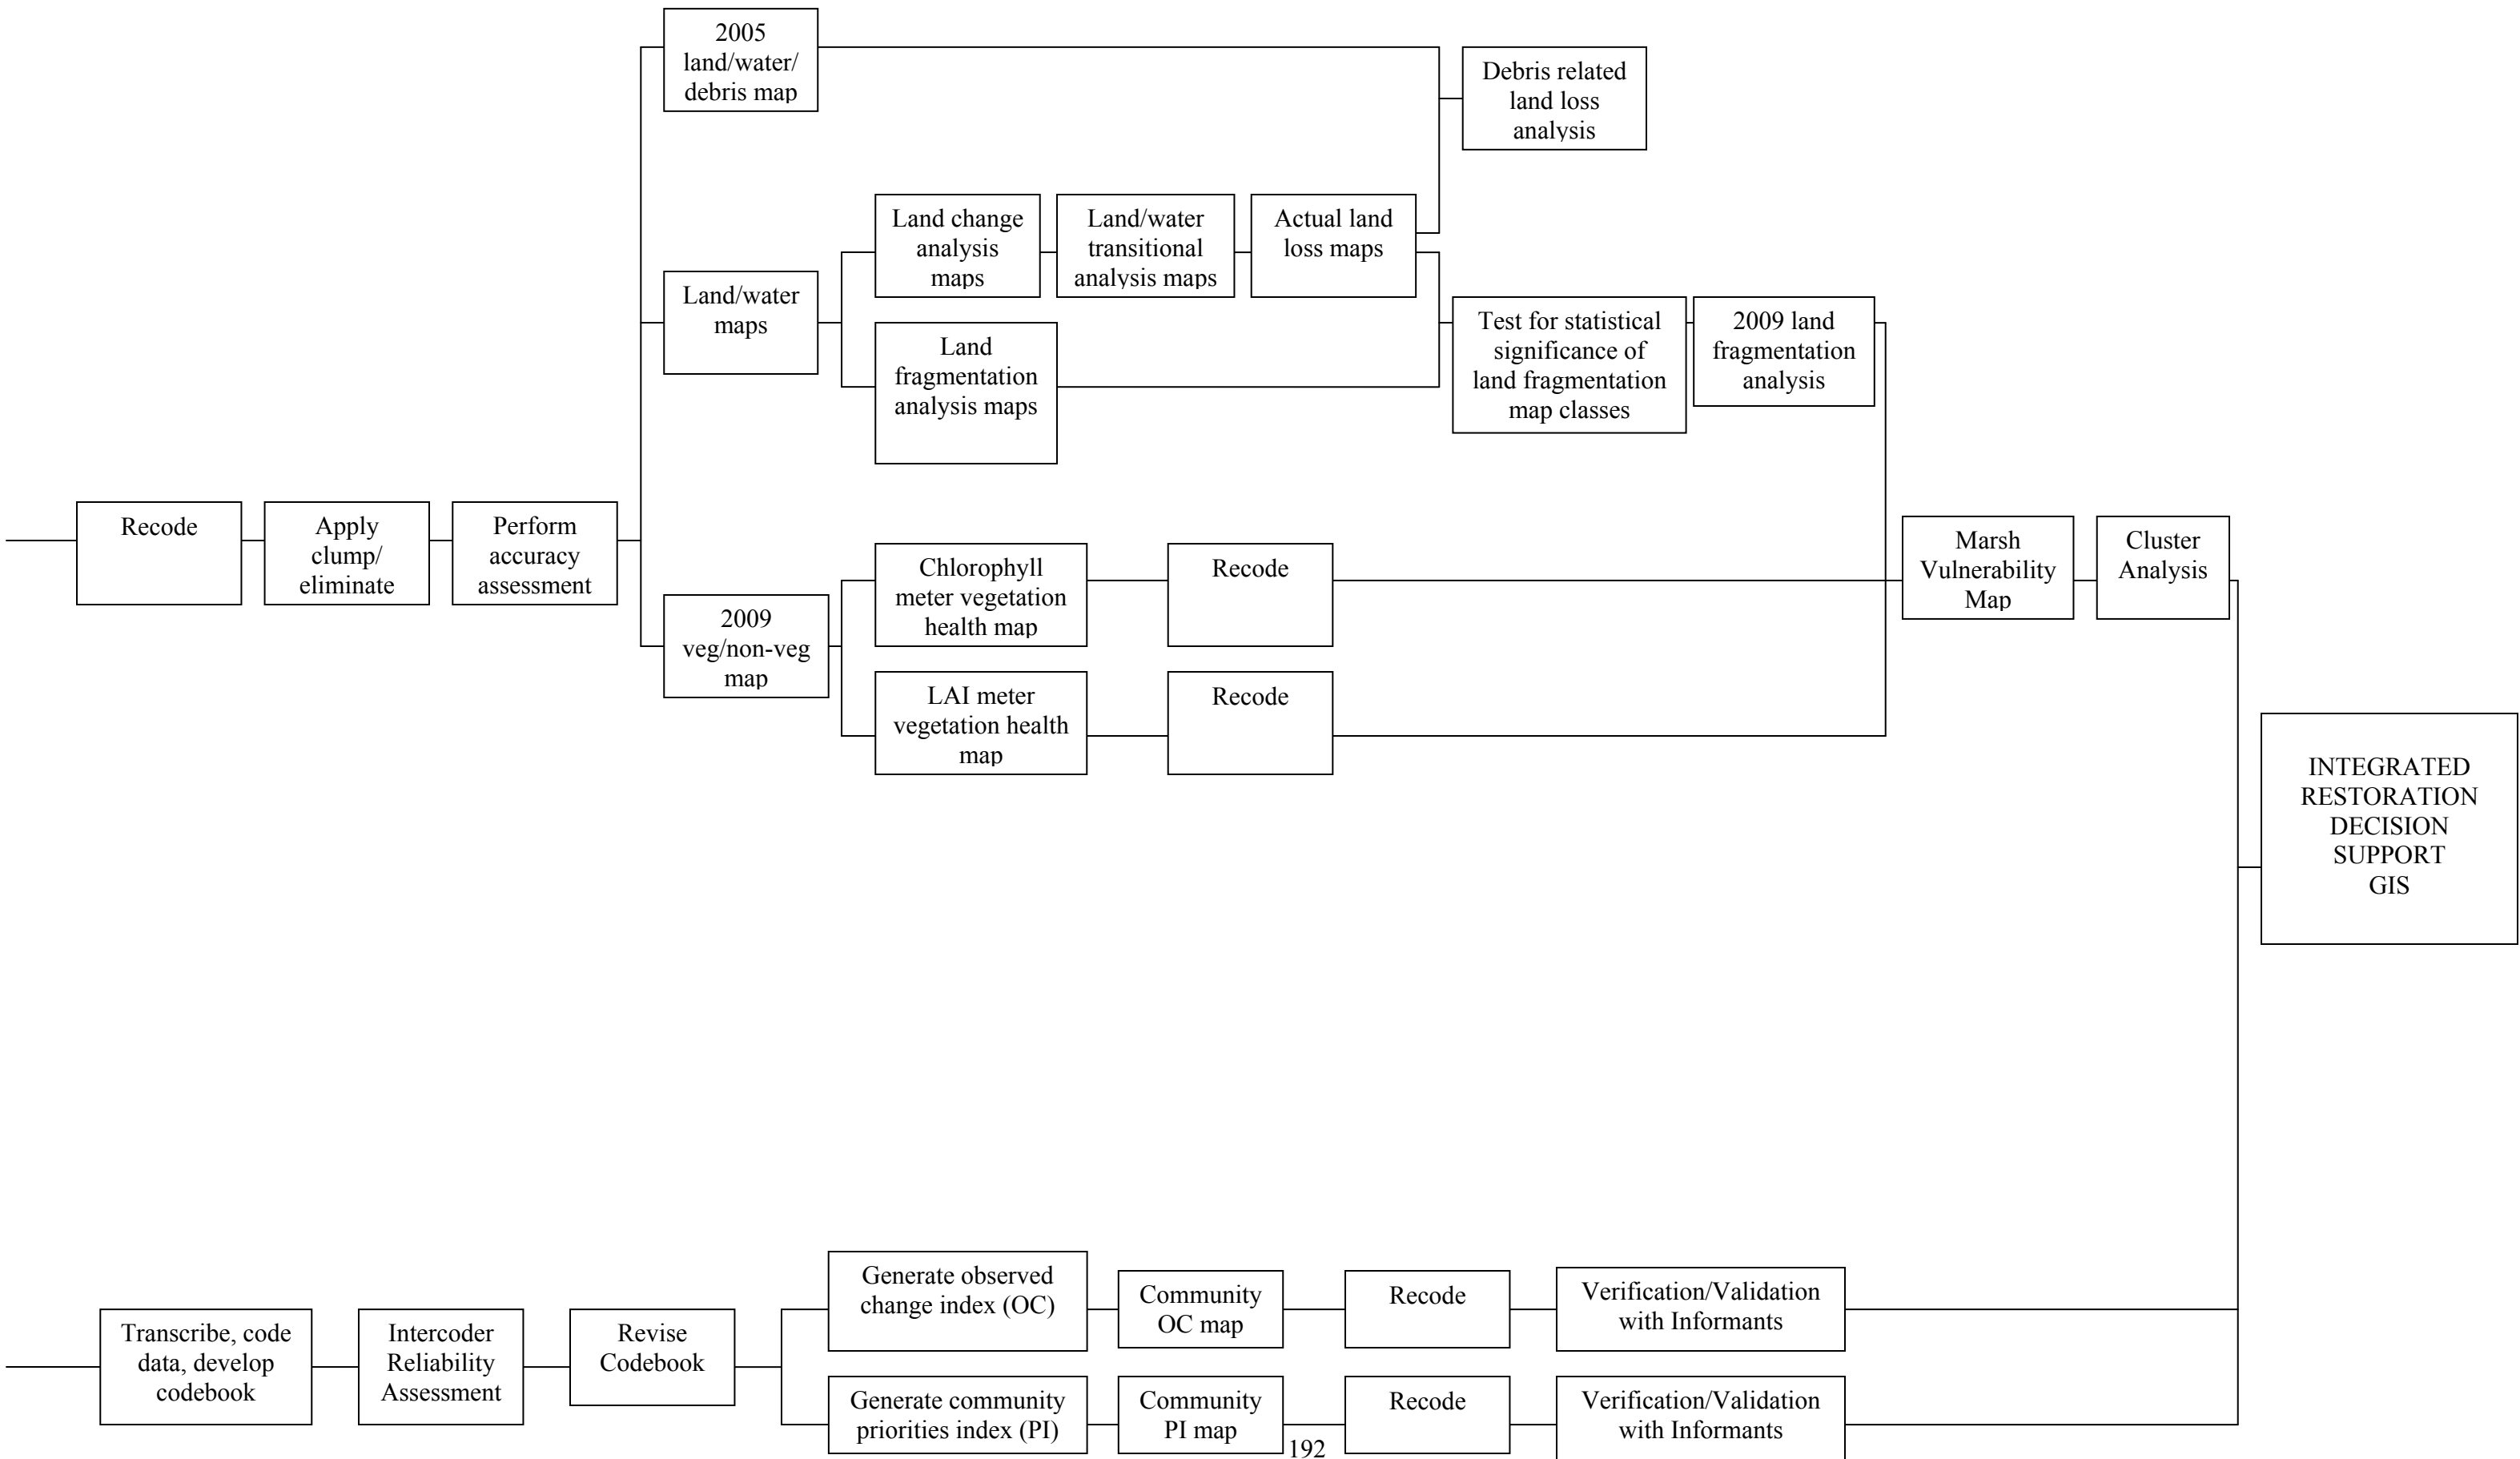 2005
land/water/
debris map
Debris related
land loss
analysis
Land change
analysis
maps
Land/water
transitional
analysis maps
Actual land
loss maps
Land/water
maps
Land
fragmentation
analysis maps
Test for statistical
significance of
land fragmentation
map classes
2009 land
fragmentation
analysis
Recode
Apply
clump/
eliminate
Perform
accuracy
assessment
Chlorophyll
meter vegetation
health map
Recode
Marsh
Vulnerability
Map
Cluster
Analysis
2009
veg/non-veg
map
LAI meter
vegetation health
map
Recode
INTEGRATED
RESTORATION
DECISION
SUPPORT
GIS
Transcribe, code
data, develop
codebook
Intercoder
Reliability
Assessment
Revise
Codebook
Generate observed
change index (OC)
Community
OC map
Recode
Verification/Validation
with Informants
Generate community
priorities index (PI)
Community
PI map
Recode
Verification/Validation
with Informants
192